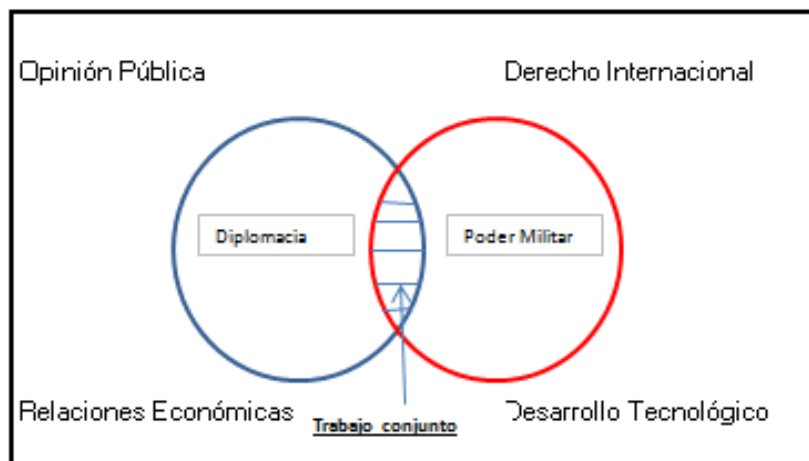 Opinión Pública
Derecho Internacional
Diplomacia
Poder Militar
Relaciones Económicas
Desarrollo Tecnológico
Trabajo conjunto